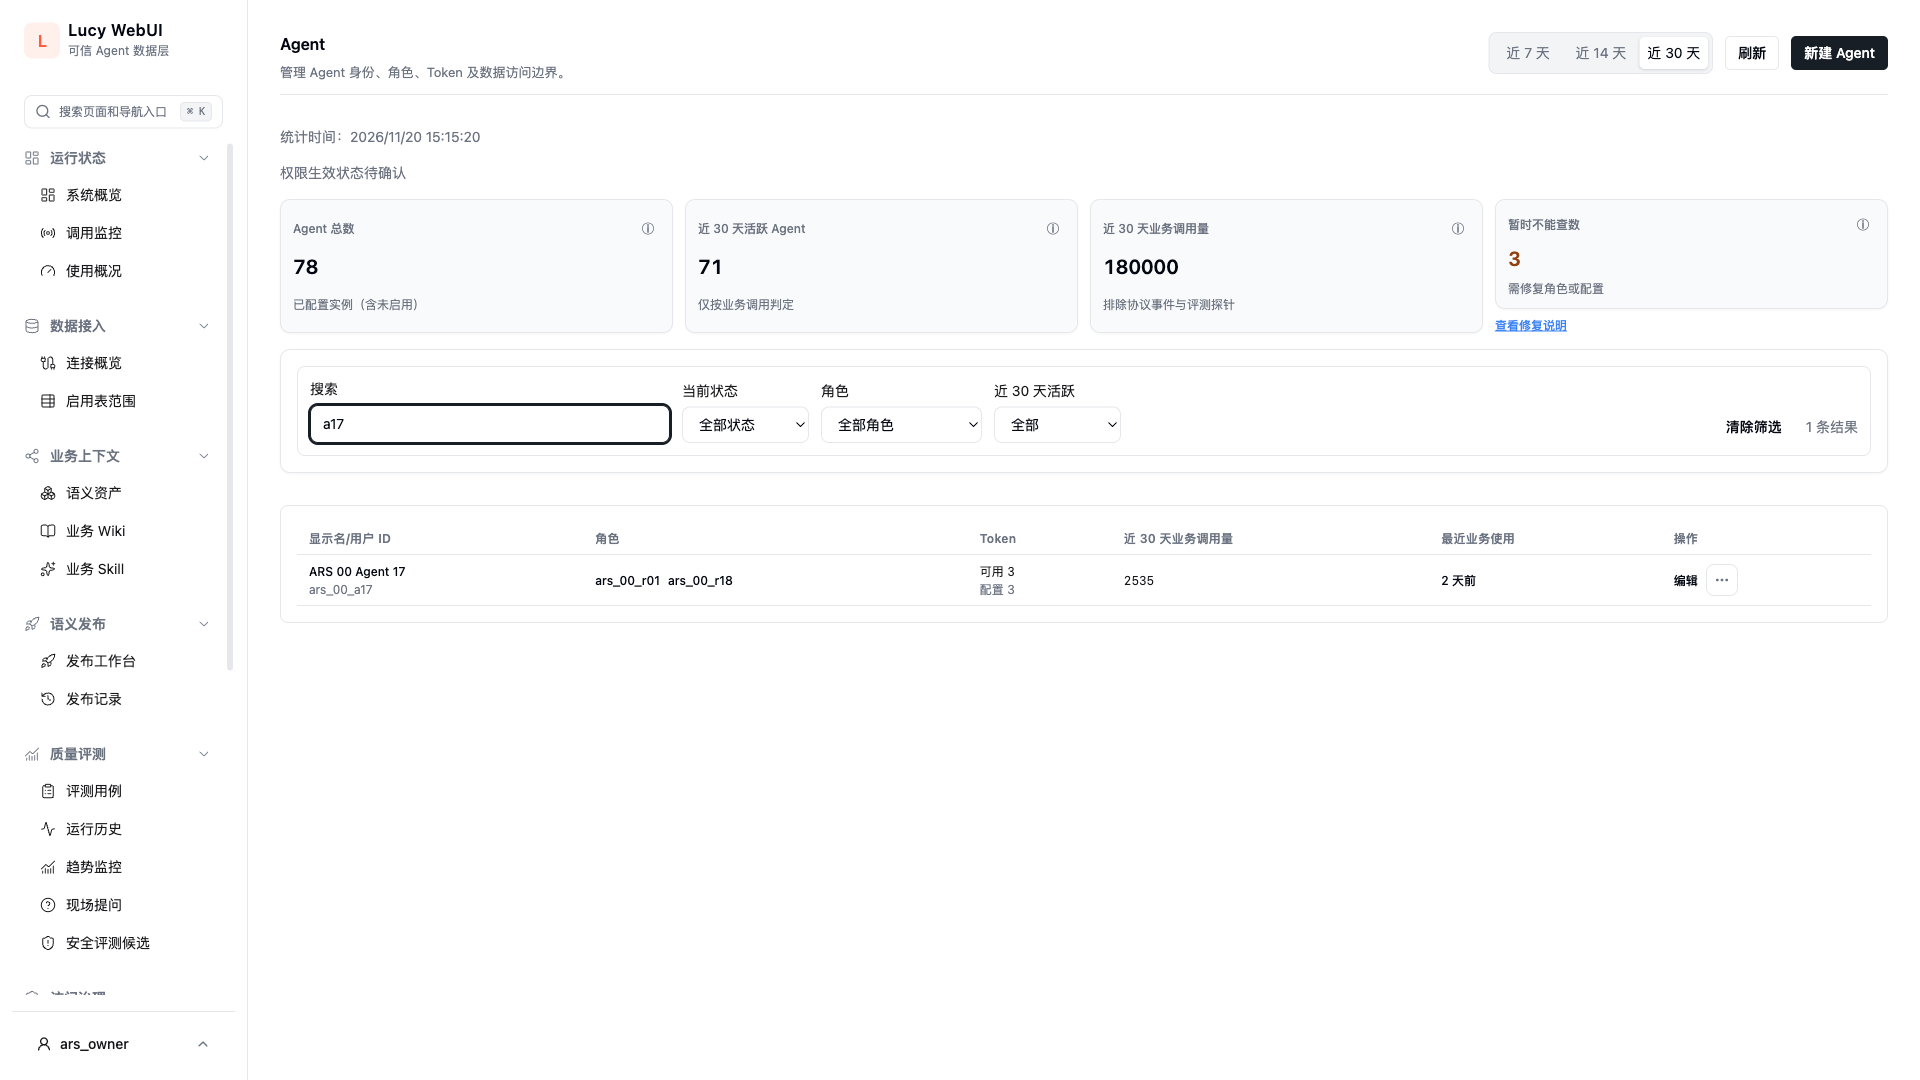 L
Lucy WebUI
可信 Agent 数据层
搜索页面和导航入口 ⌘ K
运行状态
系统概览
调用监控
使用概况
数据接入
连接概览
启用表范围
业务上下文
语义资产
业务 Wiki
业务 Skill
语义发布
发布工作台
发布记录
质量评测
评测用例
运行历史
趋势监控
现场提问
安全评测候选
ars_owner
Agent
管理 Agent 身份、角色、Token 及数据访问边界。
近 7 天 近 14 天 近 30 天 刷新 新建 Agent
统计时间：2026/11/20 15:15:20
权限生效状态待确认
Agent 总数
78
已配置实例（含未启用）
近 30 天活跃 Agent
71
仅按业务调用判定
近 30 天业务调用量
180000
排除协议事件与评测探针
暂时不能查数
3
需修复角色或配置
查看修复说明
搜索 当前状态 角色 近 30 天活跃
a17 全部状态 全部角色 全部 清除筛选 1 条结果
显示名/用户 ID 角色 Token 近 30 天业务调用量 最近业务使用 操作
ARS 00 Agent 17
ars_00_a17
ars_00_r01 ars_00_r18
可用 3
配置 3
2535
2 天前
编辑